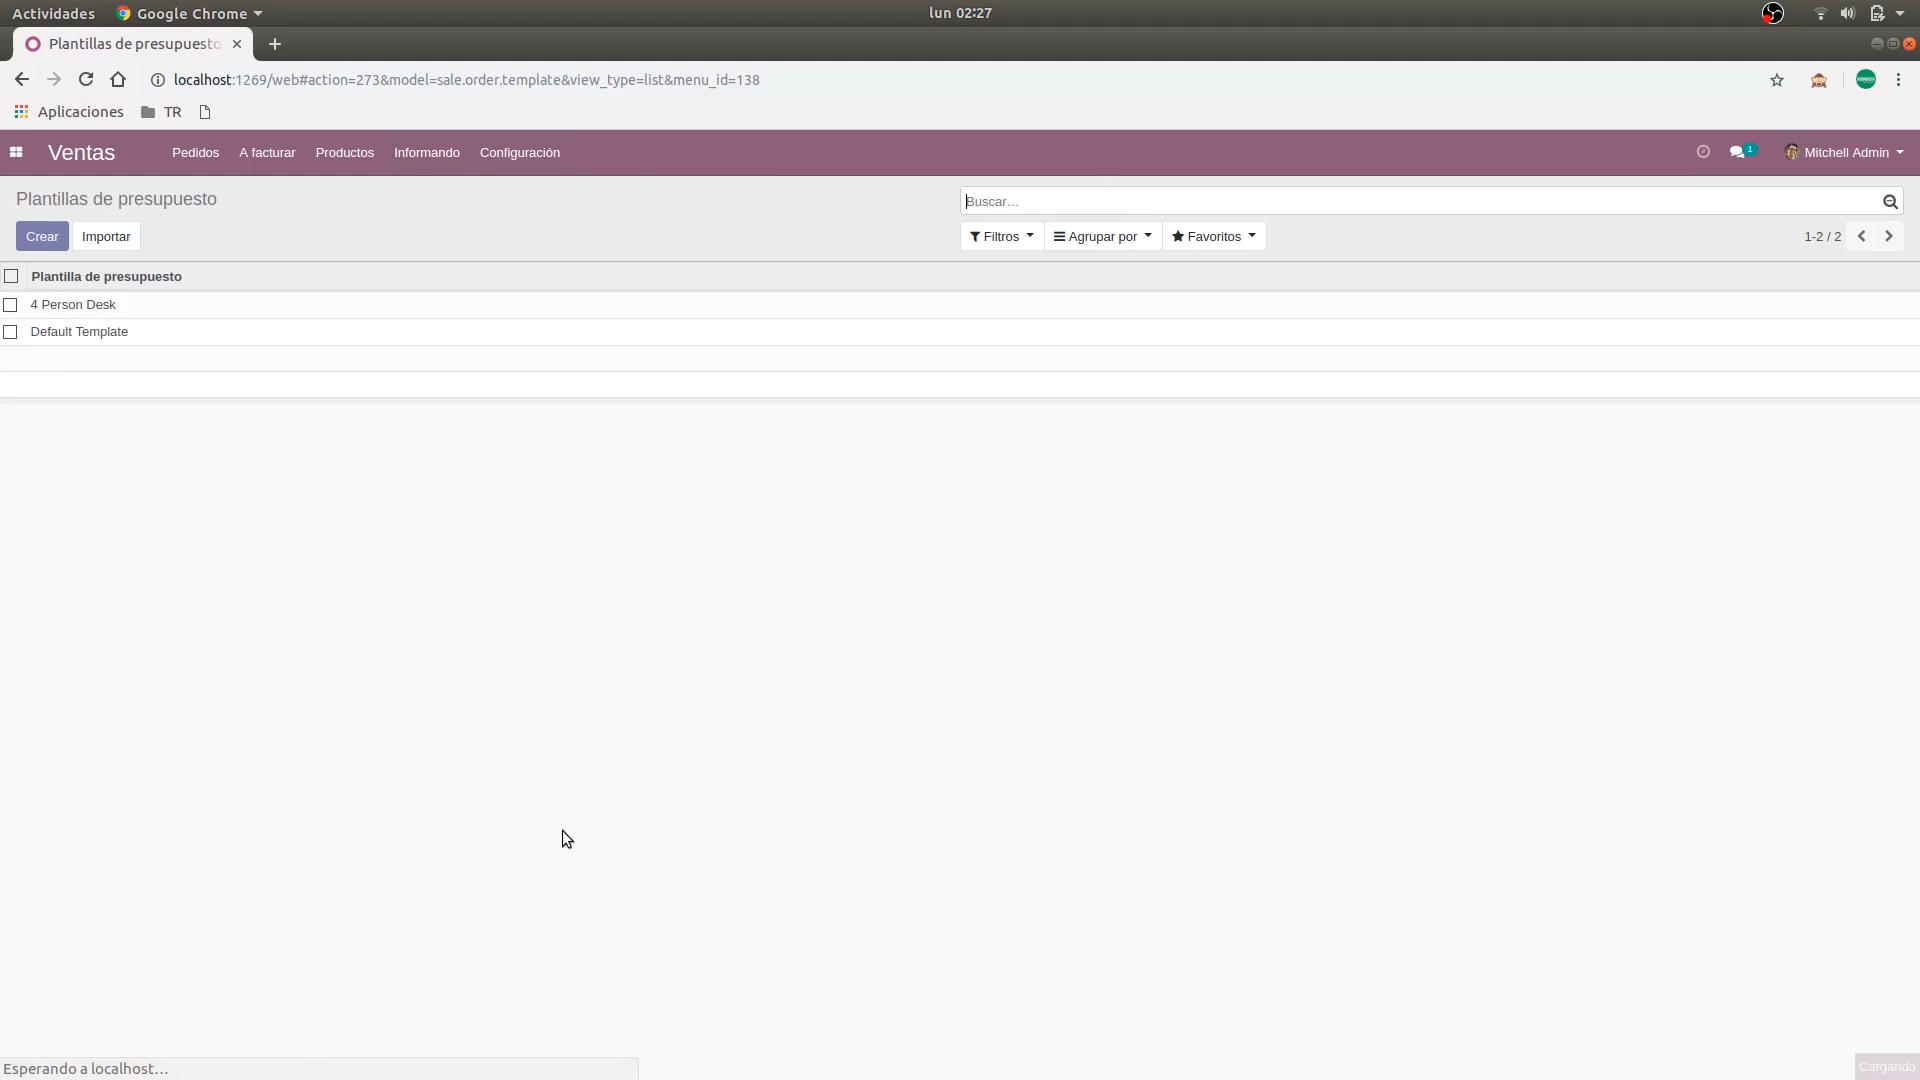 Actividades Google Chrome lun 02:27
Plantillas de presupuesto
localhost:1269/web#action=273&model=sale.order.template&view_type=list&menu_id=138
Aplicaciones TR
Ventas Pedidos A facturar Productos Informando Configuración 1 Mitchell Admin
Plantillas de presupuesto Buscar...
Crear Importar Filtros Agrupar por Favoritos 1-2 / 2
Plantilla de presupuesto
4 Person Desk
Default Template
Esperando a localhost... Cargando